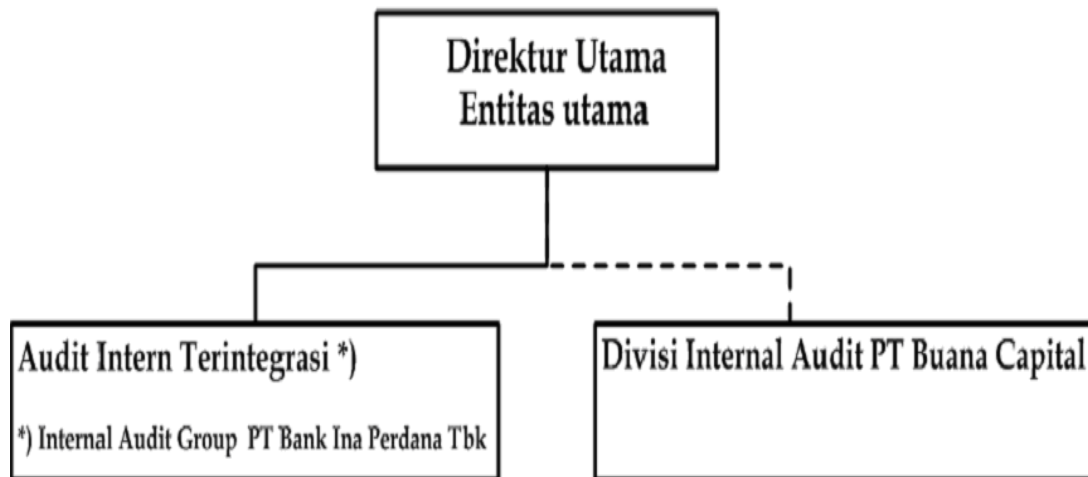 Direktur Utama
Entitas utama
Audit Intern Terintegrasi *)
*) Internal Audit Group PT Bank Ina Perdana Tbk
Divisi Internal Audit PT Buana Capital